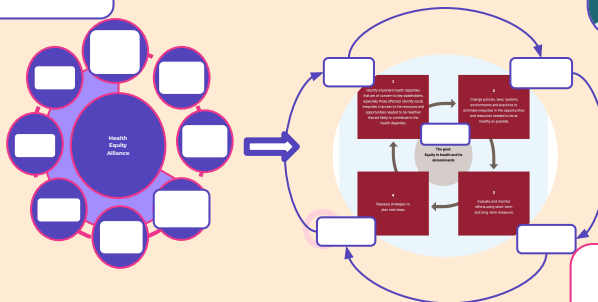 Health
Equity
Alliance
1
Identify important health disparities
that are of concern to key stakeholders,
especially those affected. Identify social
inequities in access to the resources and
opportunities needed to be healthier
that are likely to contribute to the
health disparities.
2
Change policies, laws, systems,
environments and practices to
eliminate inequities in the opportunities
and resources needed to be as
healthy as possible.
The goal:
Equity in health and its
determinants
4
Reassess strategies to
plan next steps.
3
Evaluate and monitor
efforts using short-term
and long-term measures.